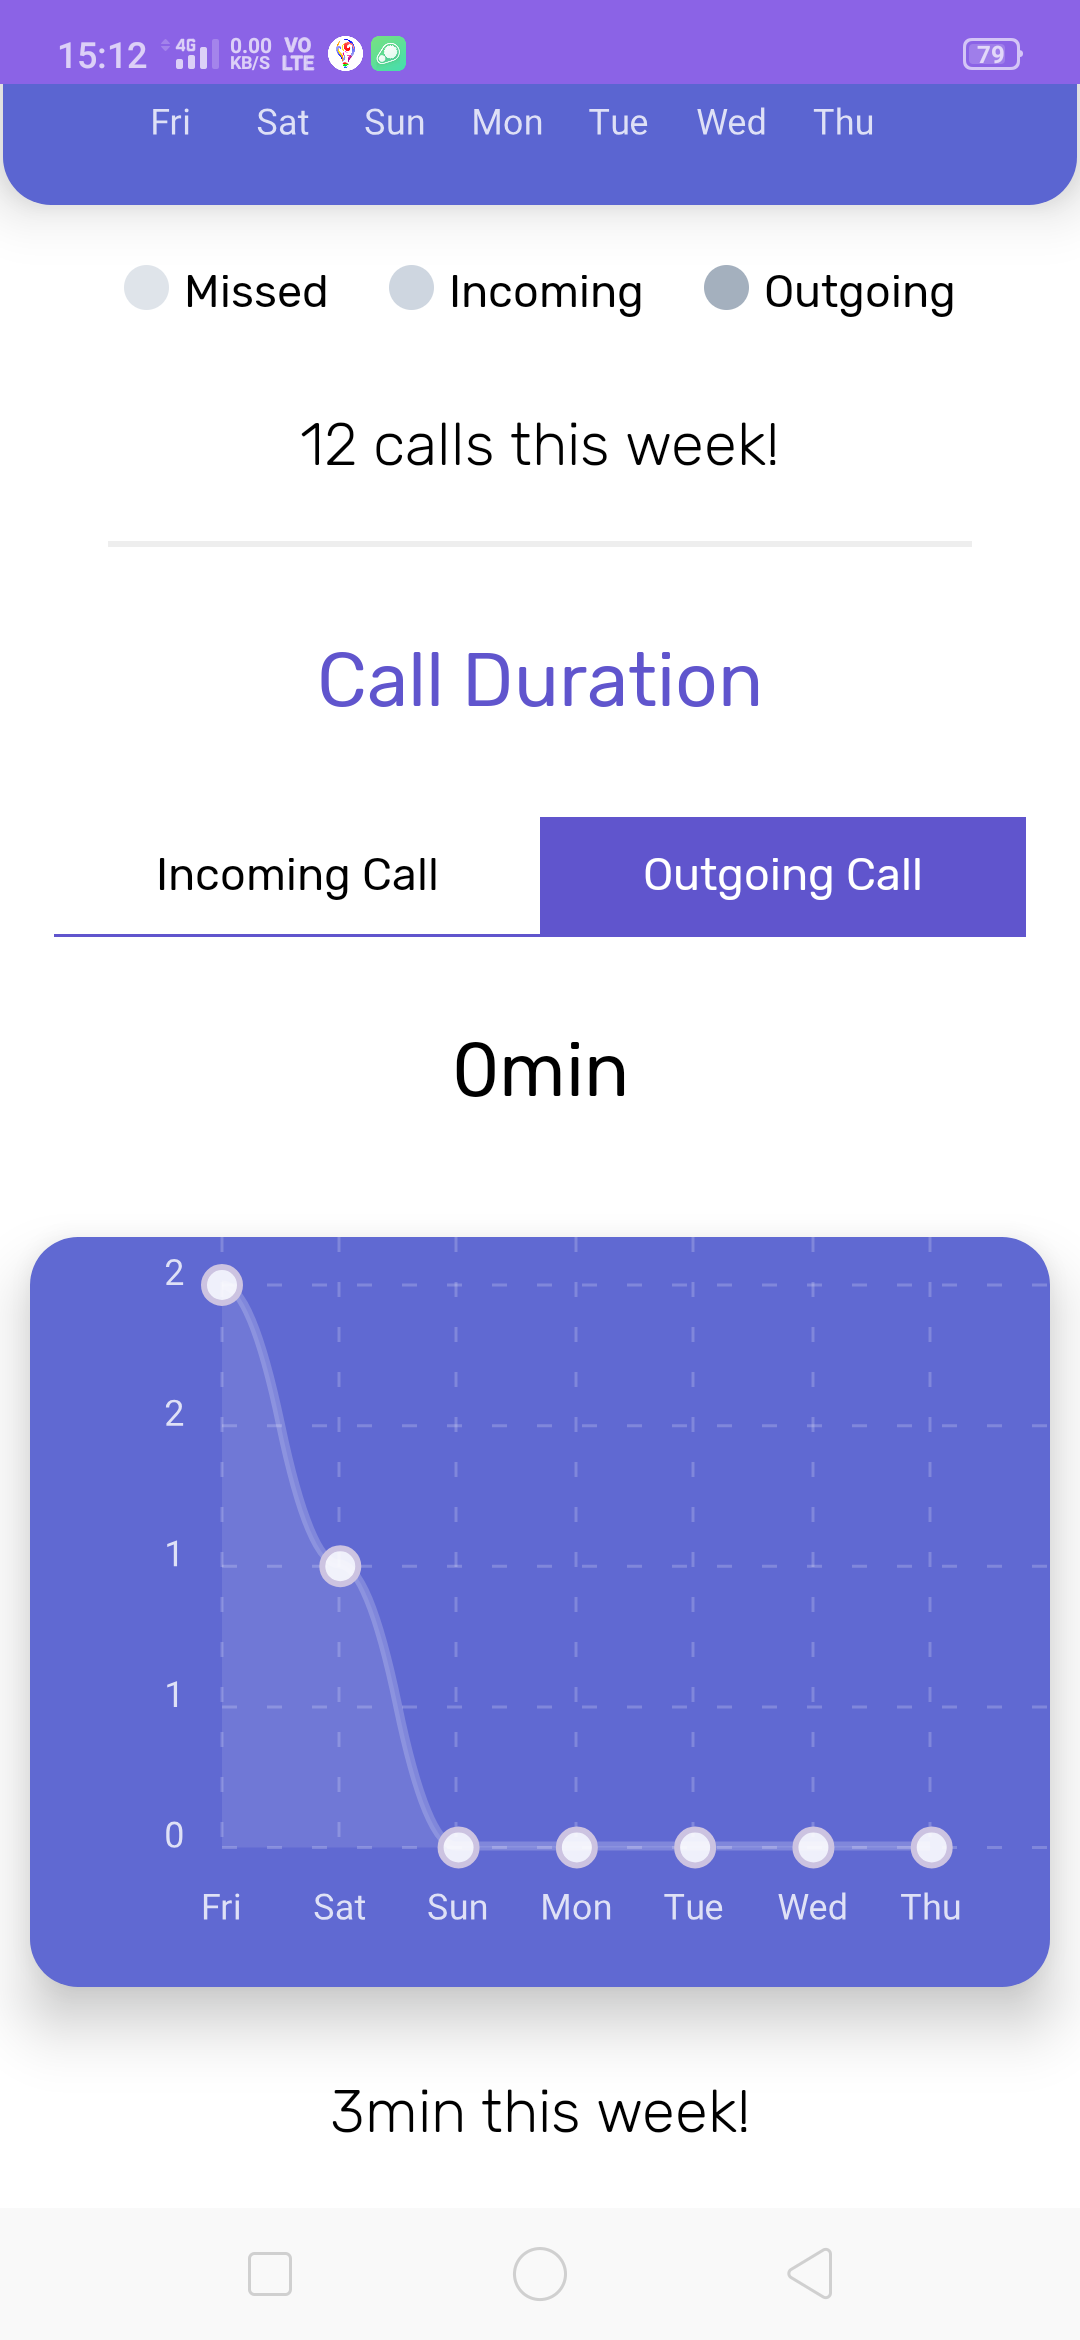 15:12 4G 0.00 KB/S VO LTE 79
Fri Sat Sun Mon Tue Wed Thu
Missed Incoming Outgoing
12 calls this week!
Call Duration
Incoming Call Outgoing Call
0min
2
2
1
1
0
Fri Sat Sun Mon Tue Wed Thu
3min this week!